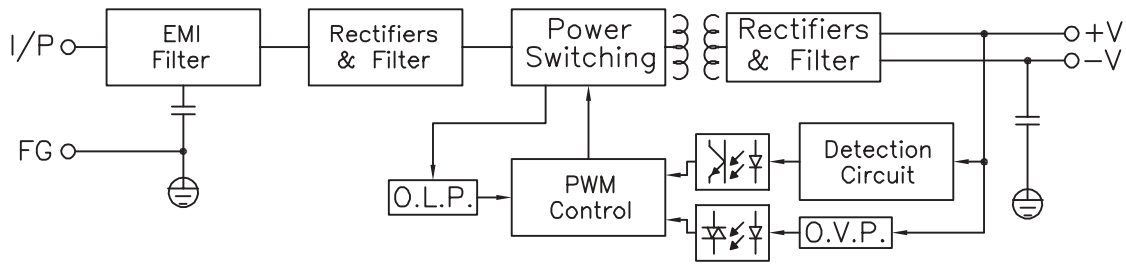 I/P
EMI
Filter
Rectifiers
& Filter
Power
Switching
Rectifiers
& Filter
+V
-V
FG
O.L.P.
PWM
Control
Detection
Circuit
O.V.P.